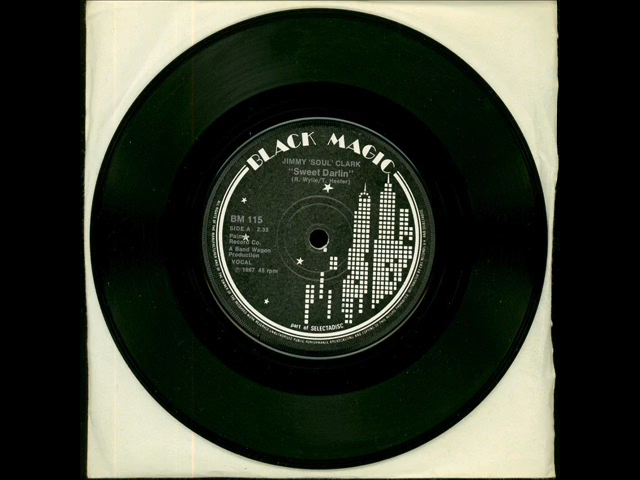 BLACK MAGIC
JIMMY 'SOUL' CLARK
"Sweet Darlin"
(R. Wylie/T. Hester)
BM 115
SIDE A 2.35
Record Co.
A Band Wagon
Production
VOCAL
℗ 1967 45 rpm
part of SELECTADISC